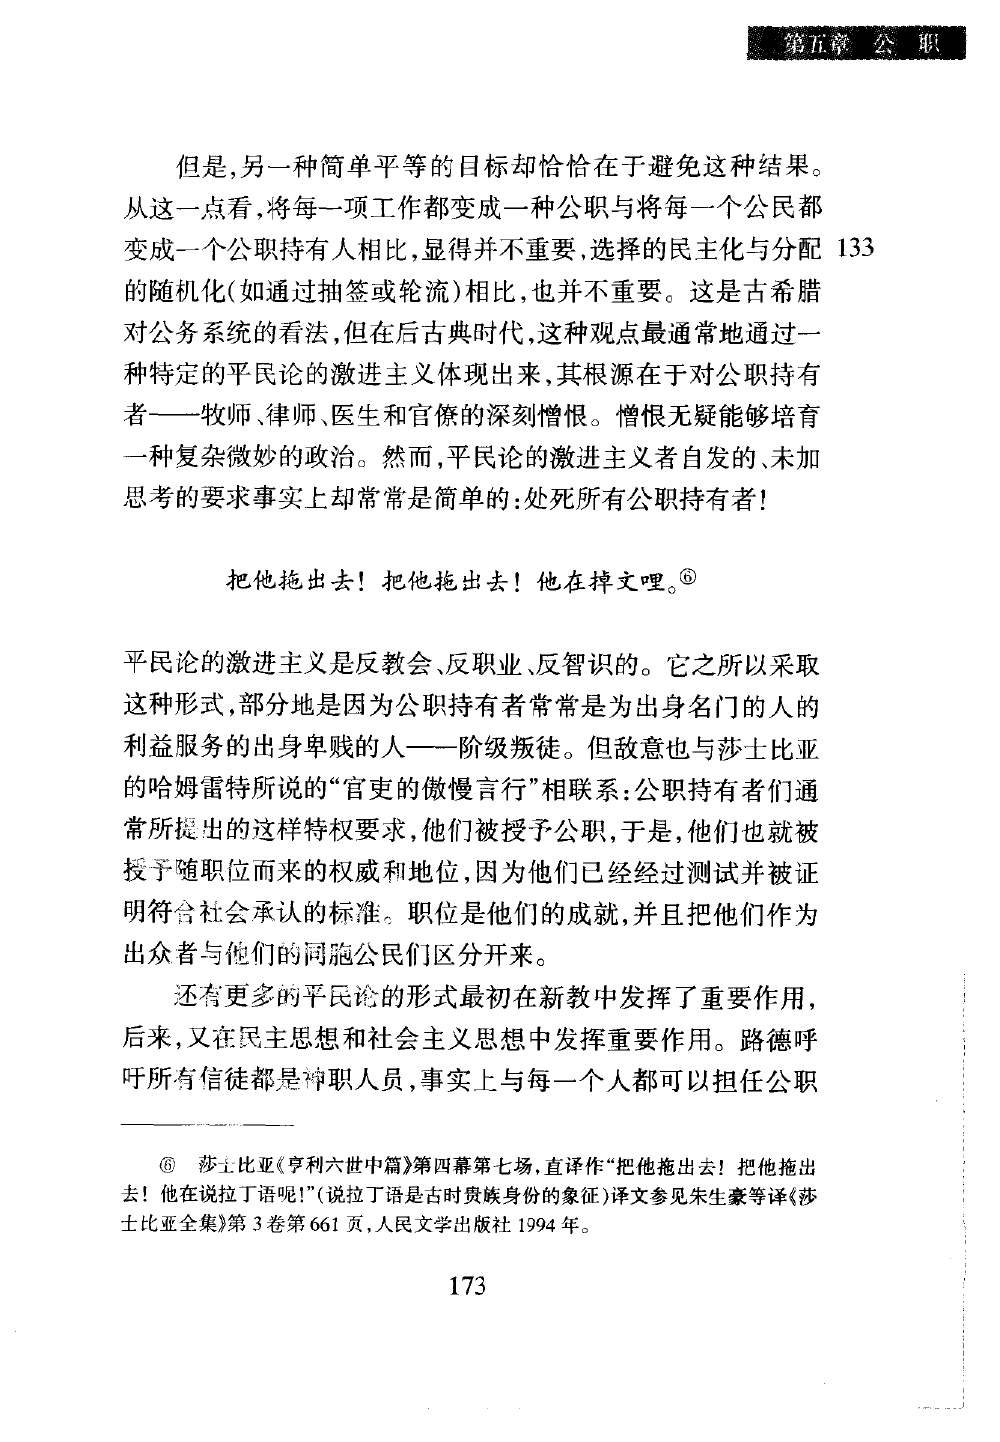 第五章 公 职
但是,另一种简单平等的目标却恰恰在于避免这种结果。
从这一点看,将每一项工作都变成一种公职与将每一个公民都
变成一个公职持有人相比,显得并不重要,选择的民主化与分配 133
的随机化(如通过抽签或轮流)相比,也并不重要。这是古希腊
对公务系统的看法,但在后古典时代,这种观点最通常地通过一
种特定的平民论的激进主义体现出来,其根源在于对公职持有
者——牧师、律师、医生和官僚的深刻憎恨。憎恨无疑能够培育
一种复杂微妙的政治。然而,平民论的激进主义者自发的、未加
思考的要求事实上却常常是简单的:处死所有公职持有者!
把他拖出去!把他拖出去!他在掉文哩。⑥
平民论的激进主义是反教会、反职业、反智识的。它之所以采取
这种形式,部分地是因为公职持有者常常是为出身名门的人的
利益服务的出身卑贱的人——阶级叛徒。但敌意也与莎士比亚
的哈姆雷特所说的“官吏的傲慢言行”相联系:公职持有者们通
常所提出的这样特权要求,他们被授予公职,于是,他们也就被
授予随职位而来的权威和地位,因为他们已经经过测试并被证
明符合社会承认的标准。职位是他们的成就,并且把他们作为
出众者与他们的同胞公民们区分开来。
还有更多的平民论的形式最初在新教中发挥了重要作用,
后来,又在民主思想和社会主义思想中发挥重要作用。路德呼
吁所有信徒都是神职人员,事实上与每一个人都可以担任公职
⑥ 莎士比亚《亨利六世中篇》第四幕第七场,直译作“把他拖出去!把他拖出
去!他在说拉丁语呢!”(说拉丁语是古时贵族身份的象征)译文参见朱生豪等译《莎
士比亚全集》第3卷第661页,人民文学出版社1994年。
173